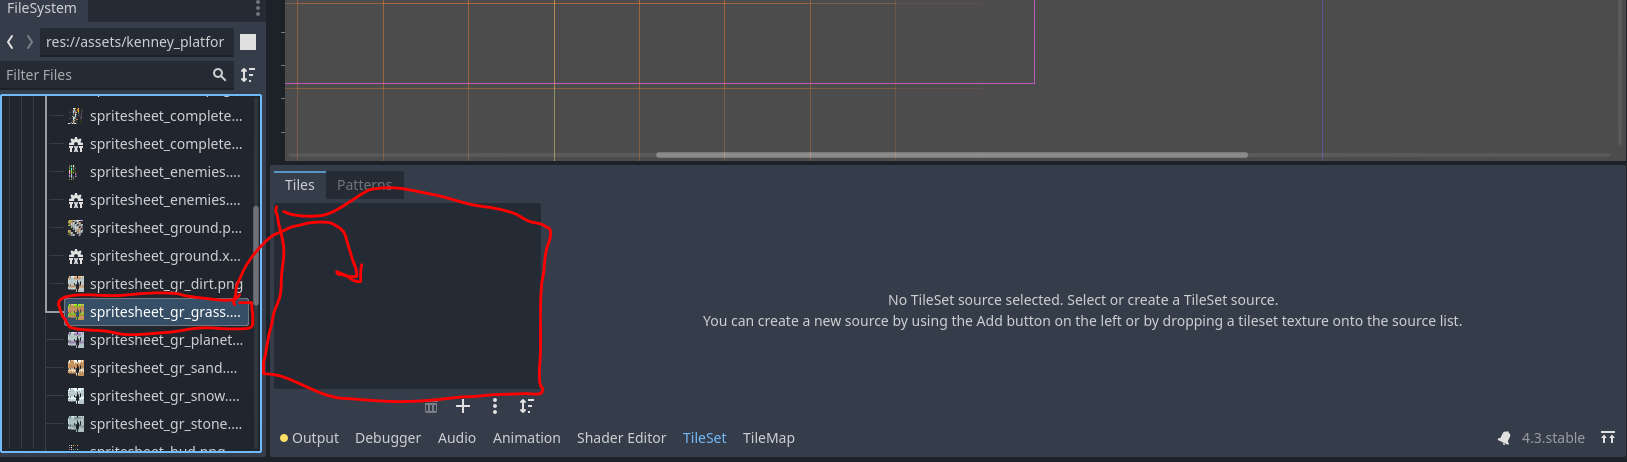 FileSystem
res://assets/kenney_platfor
Filter Files
spritesheet_complete...
spritesheet_complete...
spritesheet_enemies....
spritesheet_enemies....
spritesheet_ground.p...
spritesheet_ground.x...
spritesheet_gr_dirt.png
spritesheet_gr_grass....
spritesheet_gr_planet...
spritesheet_gr_sand....
spritesheet_gr_snow....
spritesheet_gr_stone....
spritesheet_hud.png
Tiles
Patterns
No TileSet source selected. Select or create a TileSet source.
You can create a new source by using the Add button on the left or by dropping a tileset texture onto the source list.
Output
Debugger
Audio
Animation
Shader Editor
TileSet
TileMap
4.3.stable